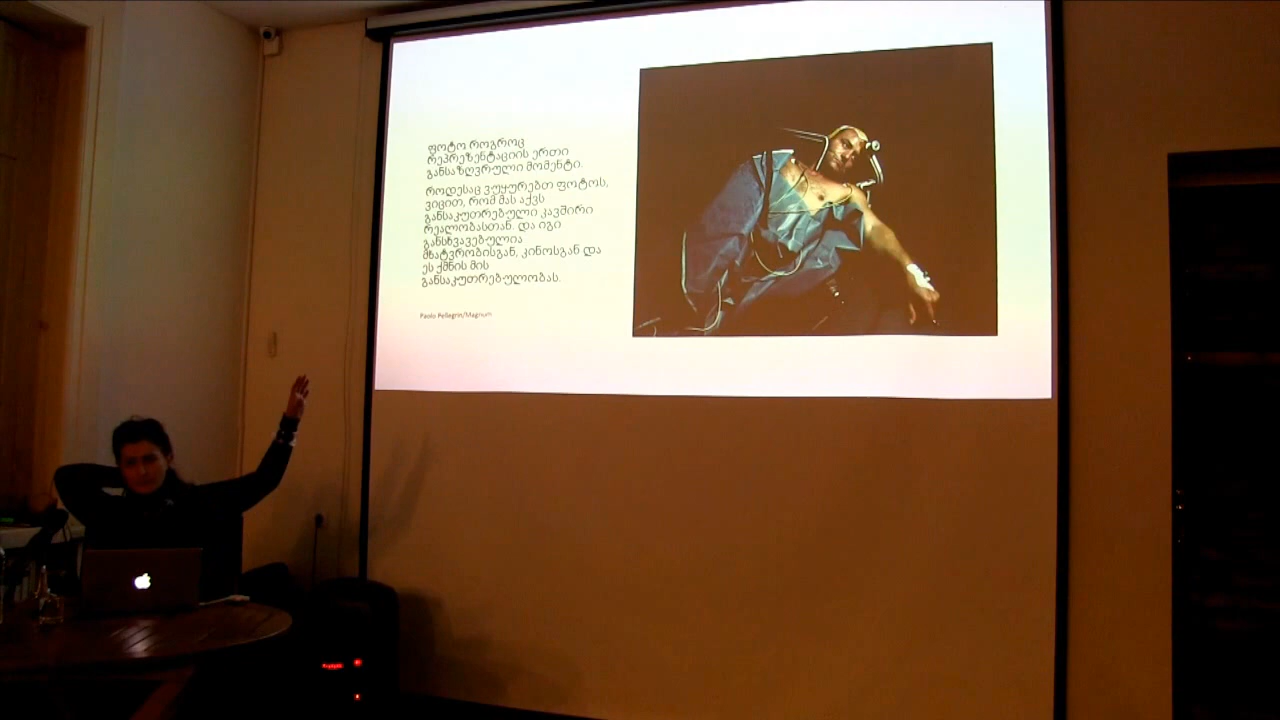 ფოტო როგორც
რეპრეზენტაციის ერთი
განსაზღვრული მომენტი.
როდესაც ვუყურებთ ფოტოს,
ვიცით, რომ მას აქვს
განსაკუთრებული კავშირი
რეალობასთან. და იგი
განსხვავებულია
მხატვრობისგან, კინოსგან და
ეს ქმნის მის
განსაკუთრებულობას.
Paolo Pellegrin/Magnum